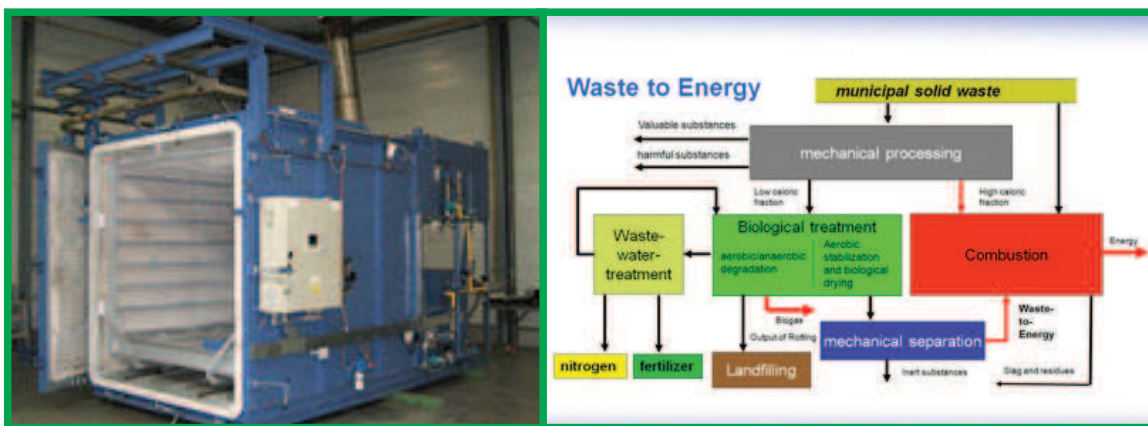 Waste to Energy
municipal solid waste
Valuable substances
harmful substances
mechanical processing
Low caloric
fraction
High caloric
fraction
Waste-
water-
treatment
Biological treatment
aerobic/anaerobic
degradation
Aerobic
stabilization
and biological
drying
Combustion
Energy
Biogas
Output of Rotting
Waste-
to-
Energy
mechanical separation
nitrogen
fertilizer
Landfilling
Inert substances
Slag and residues